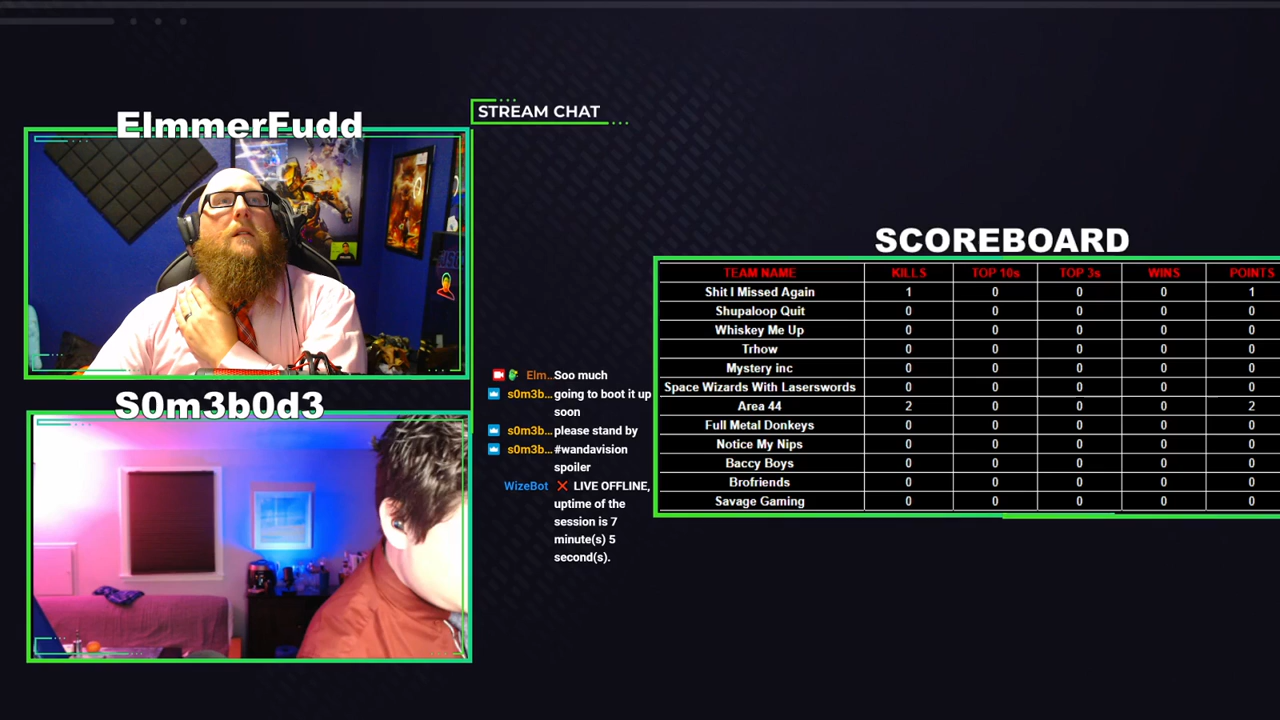 ElmmerFudd
STREAM CHAT
S0m3b0d3
Elm...Soo much
s0m3b...going to boot it up
soon
s0m3b...please stand by
s0m3b...#wandavision
spoiler
WizeBot ❌ LIVE OFFLINE,
uptime of the
session is 7
minute(s) 5
second(s).
SCOREBOARD
TEAM NAME KILLS TOP 10s TOP 3s WINS POINTS
Shit I Missed Again 1 0 0 0 1
Shupaloop Quit 0 0 0 0 0
Whiskey Me Up 0 0 0 0 0
Trhow 0 0 0 0 0
Mystery inc 0 0 0 0 0
Space Wizards With Laserswords 0 0 0 0 0
Area 44 2 0 0 0 2
Full Metal Donkeys 0 0 0 0 0
Notice My Nips 0 0 0 0 0
Baccy Boys 0 0 0 0 0
Brofriends 0 0 0 0 0
Savage Gaming 0 0 0 0 0